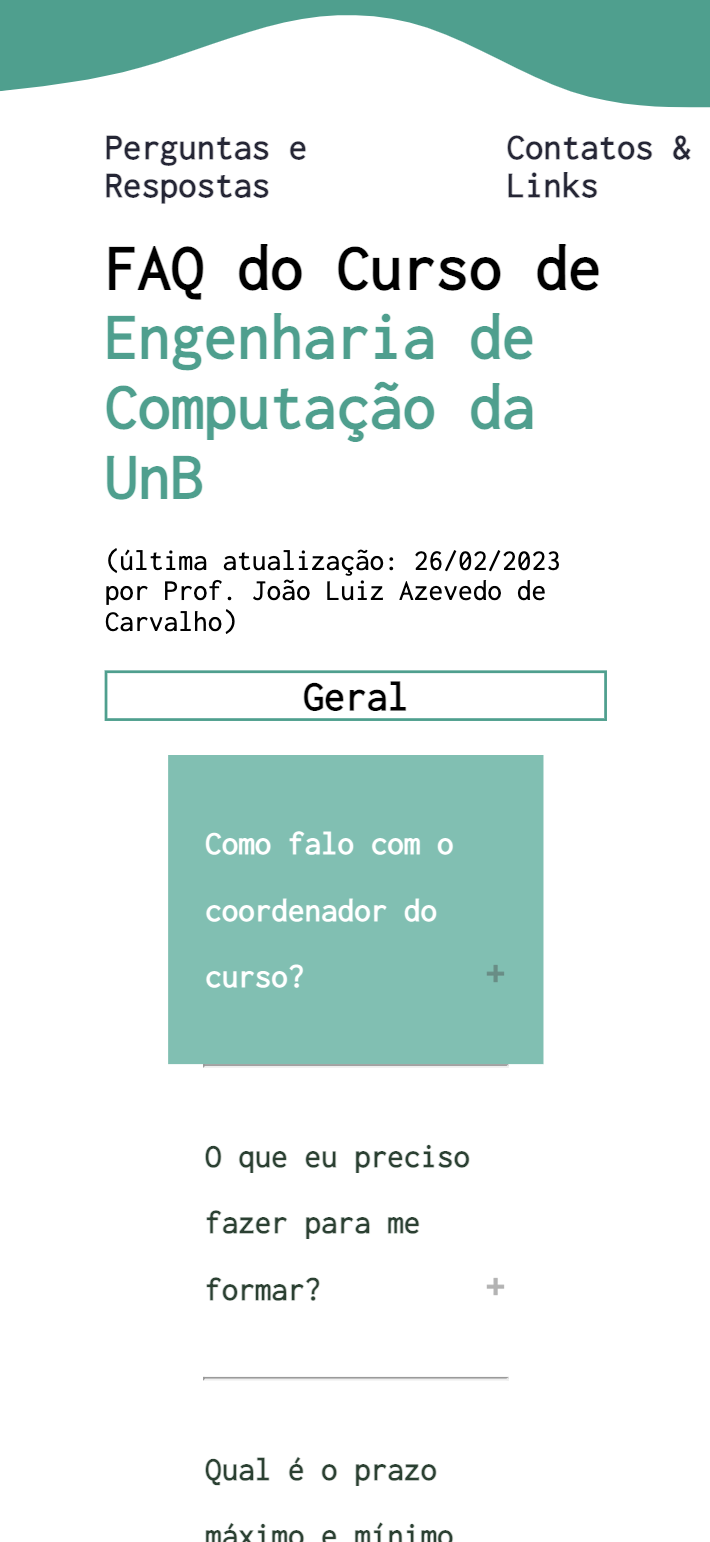 Perguntas e
Respostas
Contatos &
Links
FAQ do Curso de
Engenharia de
Computação da
UnB
(última atualização: 26/02/2023
por Prof. João Luiz Azevedo de
Carvalho)
Geral
Como falo com o
coordenador do
curso? +
O que eu preciso
fazer para me
formar? +
Qual é o prazo
máximo e mínimo